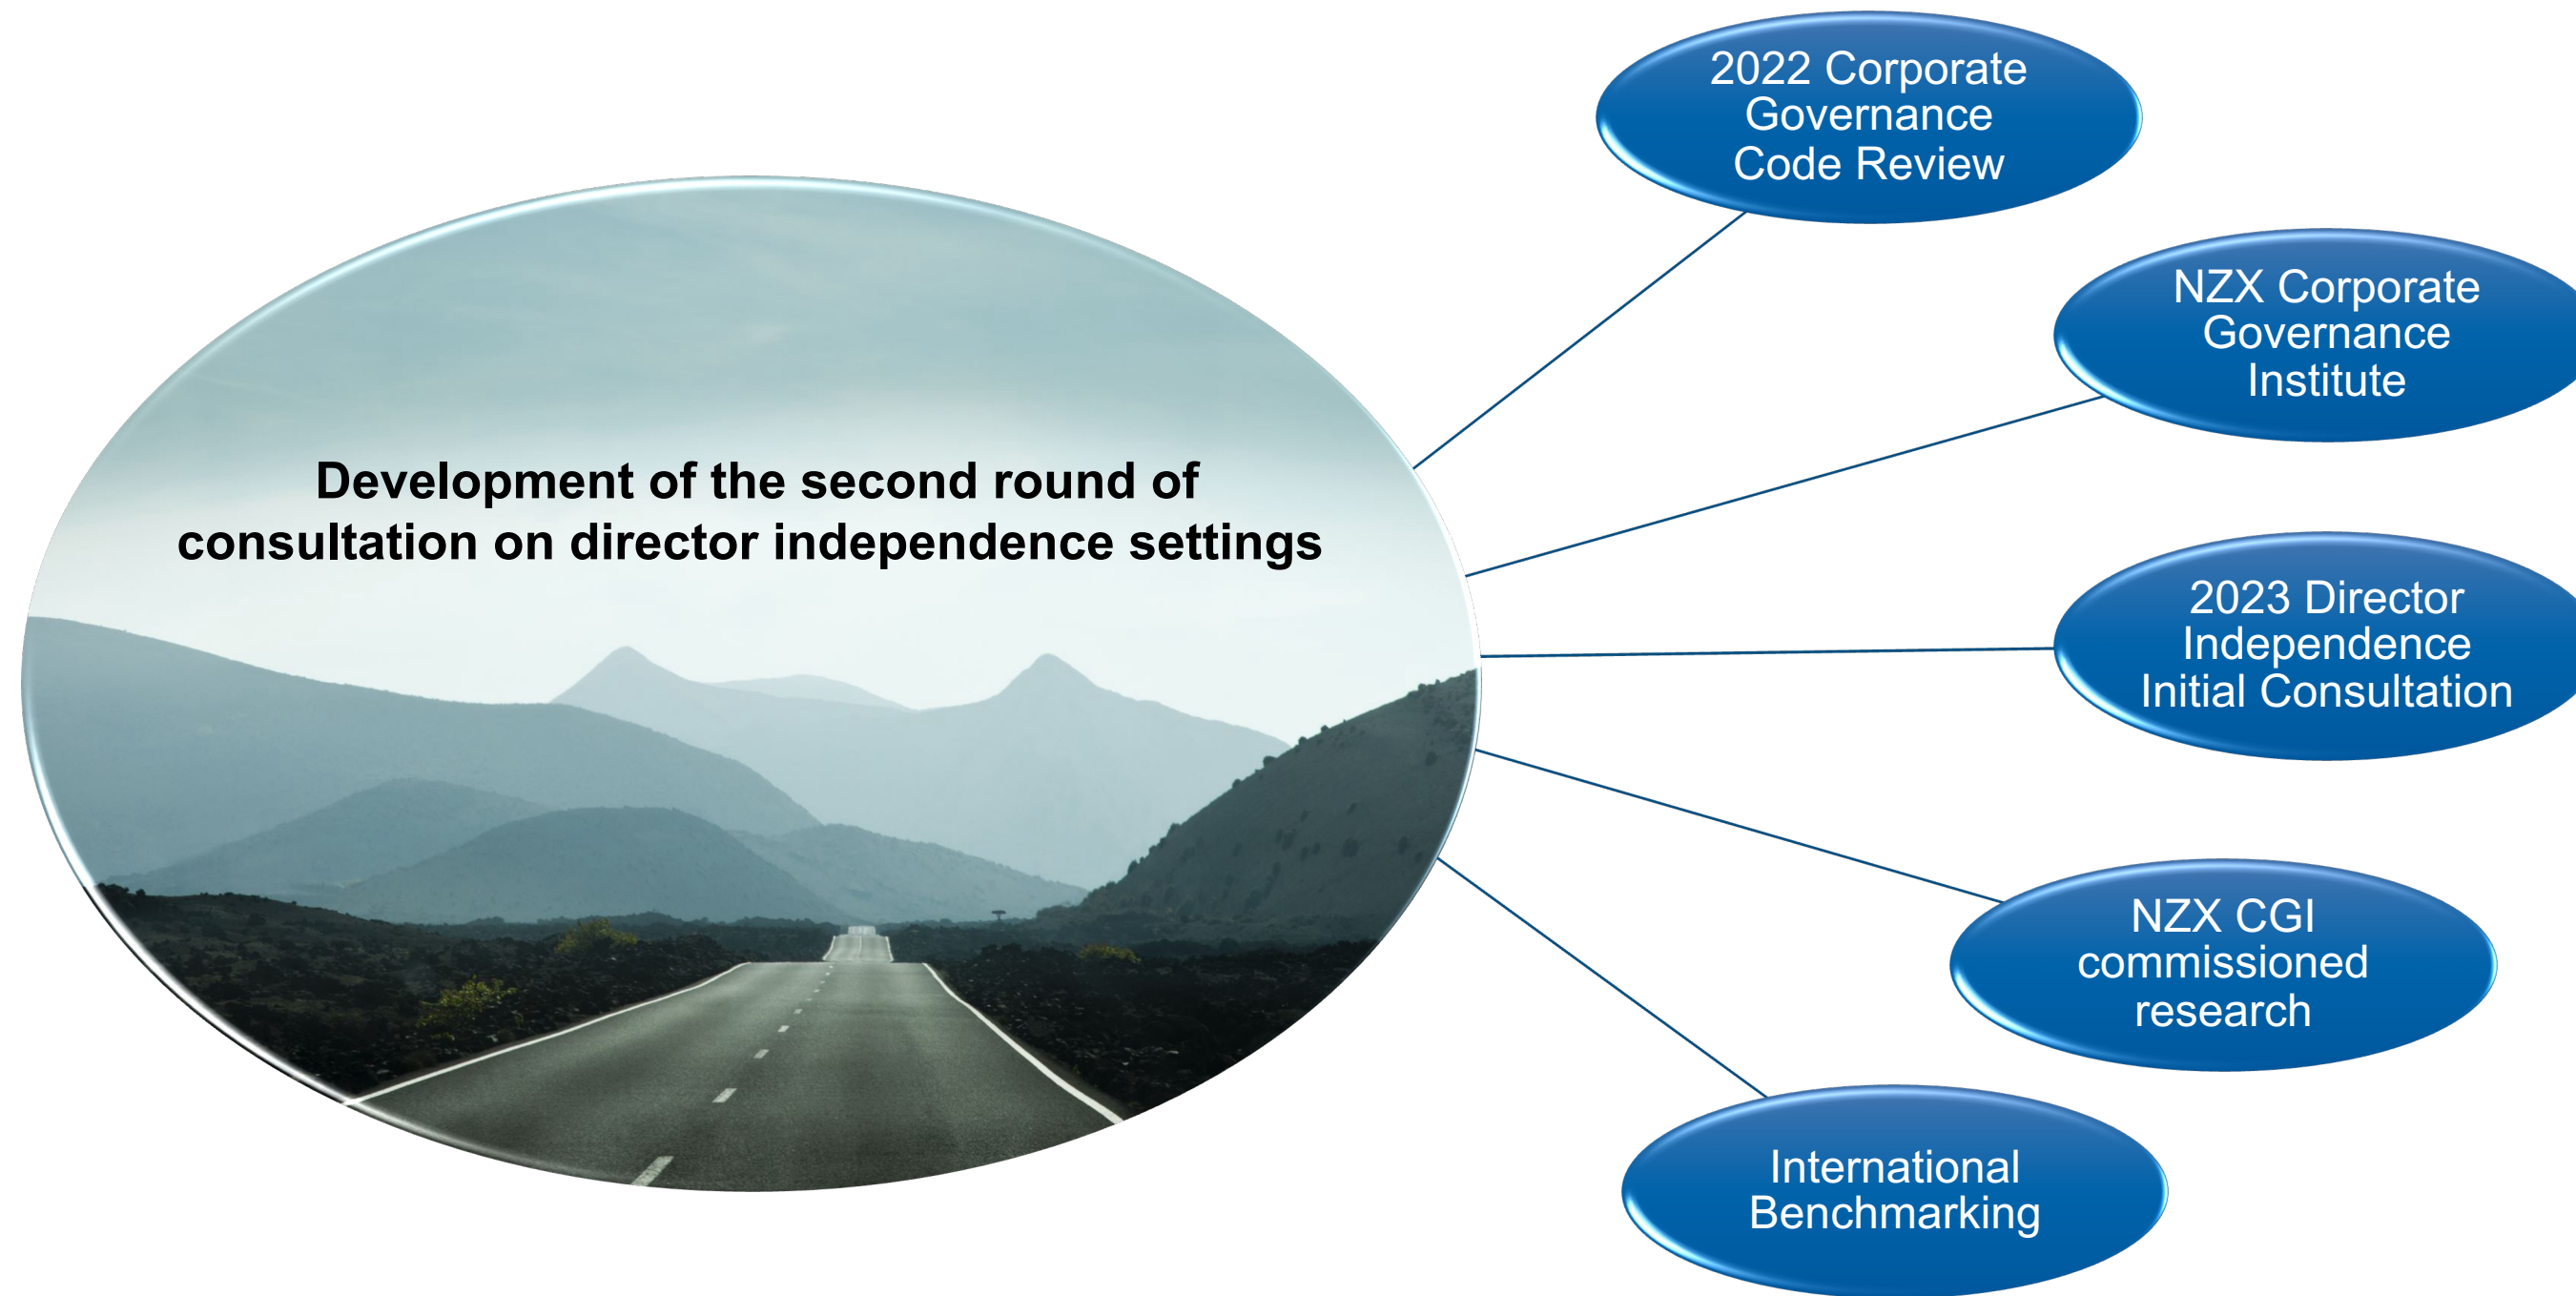 2022 Corporate
Governance
Code Review
NZX Corporate
Governance
Institute
Development of the second round of
consultation on director independence settings
2023 Director
Independence
Initial Consultation
NZX CGI
commissioned
research
International
Benchmarking